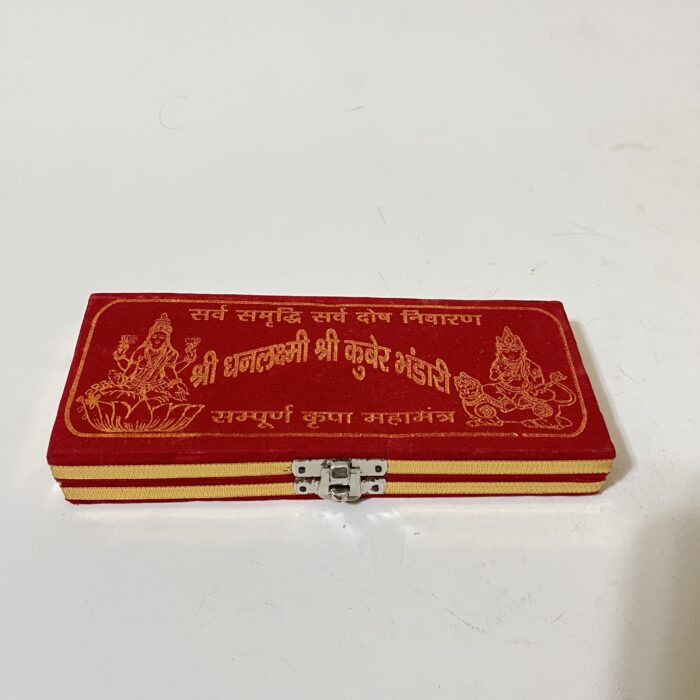 सर्व समृद्धि सर्व दोष निवारण
श्री धनलक्ष्मी श्री कुबेर भंडारी
सम्पूर्ण कृपा महामंत्र